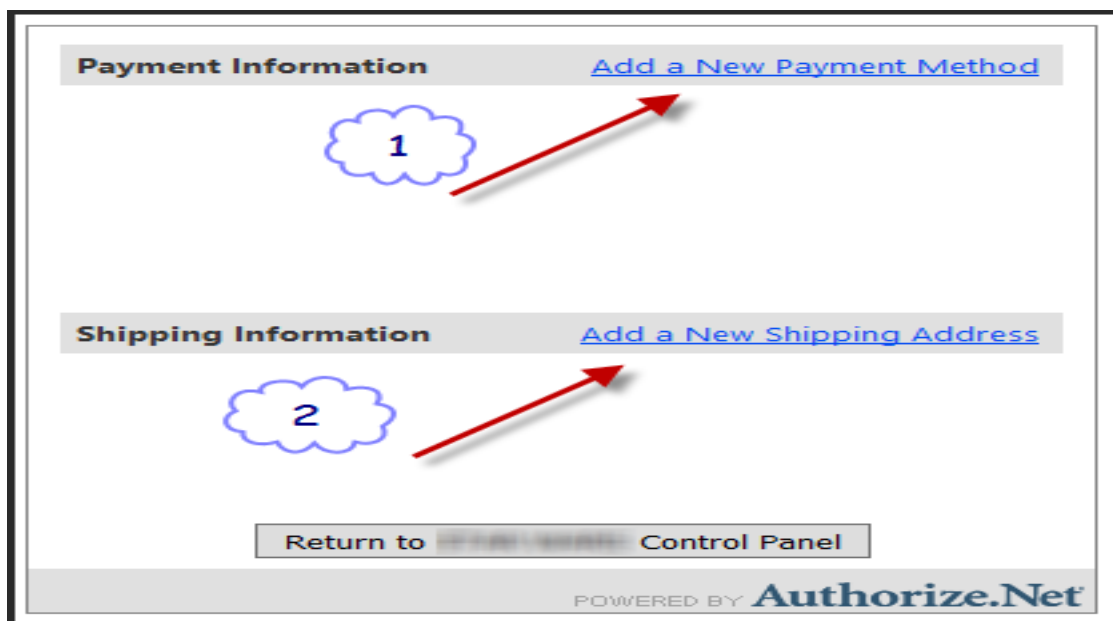 Payment Information Add a New Payment Method
1
Shipping Information Add a New Shipping Address
2
Return to Control Panel
POWERED BY Authorize.Net